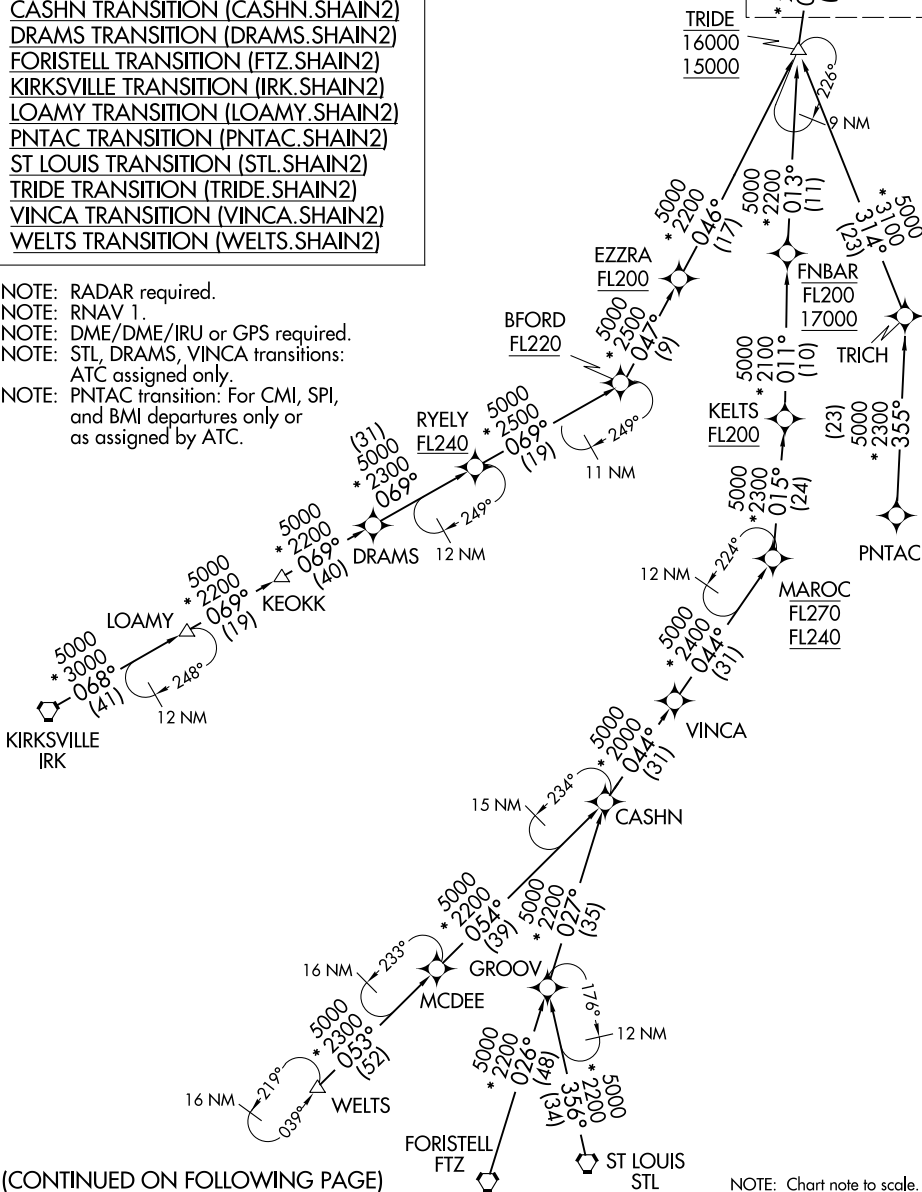 CASHN TRANSITION (CASHN.SHAIN2)
DRAMS TRANSITION (DRAMS.SHAIN2)
FORISTELL TRANSITION (FTZ.SHAIN2)
KIRKSVILLE TRANSITION (IRK.SHAIN2)
LOAMY TRANSITION (LOAMY.SHAIN2)
PNTAC TRANSITION (PNTAC.SHAIN2)
ST LOUIS TRANSITION (STL.SHAIN2)
TRIDE TRANSITION (TRIDE.SHAIN2)
VINCA TRANSITION (VINCA.SHAIN2)
WELTS TRANSITION (WELTS.SHAIN2)
NOTE: RADAR required.
NOTE: RNAV 1.
NOTE: DME/DME/IRU or GPS required.
NOTE: STL, DRAMS, VINCA transitions:
ATC assigned only.
NOTE: PNTAC transition: For CMI, SPI,
and BMI departures only or
as assigned by ATC.
TRIDE
16000
15000
226°
9 NM
5000
*2200
046°
(17)
5000
*2200
013°
(11)
5000
*3100
314°
(23)
EZZRA
FL200
FNBAR
FL200
17000
TRICH
BFORD
FL220
5000
*2500
047°
(9)
5000
*2100
011°
(10)
KELTS
FL200
(23)
5000
*2300
355°
PNTAC
RYELY
FL240
5000
*2500
069°
(19)
249°
11 NM
(31)
5000
*2300
069°
249°
12 NM
DRAMS
5000
*2300
015°
(24)
224°
12 NM
MAROC
FL270
FL240
5000
*2200
069°
(40)
KEOKK
5000
*2200
069°
(19)
LOAMY
248°
12 NM
5000
*3000
068°
(41)
KIRKSVILLE
IRK
5000
*2400
044°
(31)
VINCA
5000
*2000
044°
(31)
234°
15 NM
CASHN
5000
*2200
054°
(39)
5000
*2200
027°
(35)
233°
16 NM
MCDEE
GROOV
176°
12 NM
5000
*2300
053°
(52)
219°
039°
16 NM
WELTS
5000
*2200
026°
(48)
5000
*2200
356°
(34)
FORISTELL
FTZ
ST LOUIS
STL
(CONTINUED ON FOLLOWING PAGE)
NOTE: Chart note to scale.